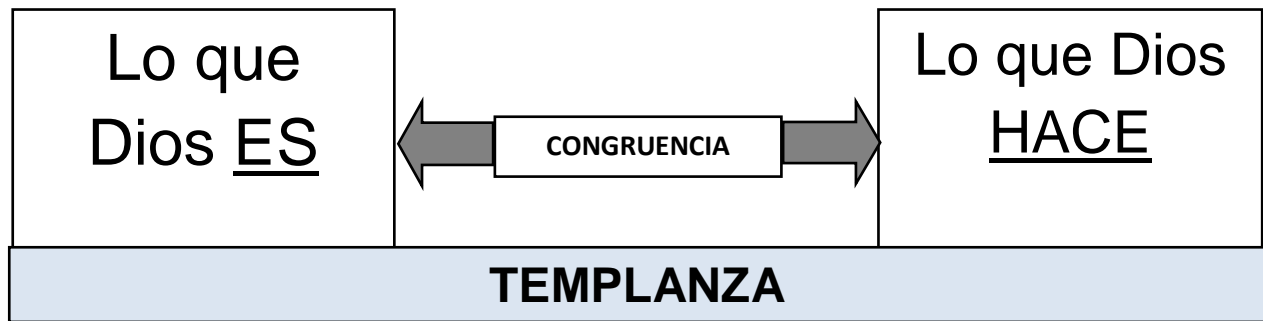 Lo que
Dios ES
CONGRUENCIA
Lo que Dios
HACE
TEMPLANZA